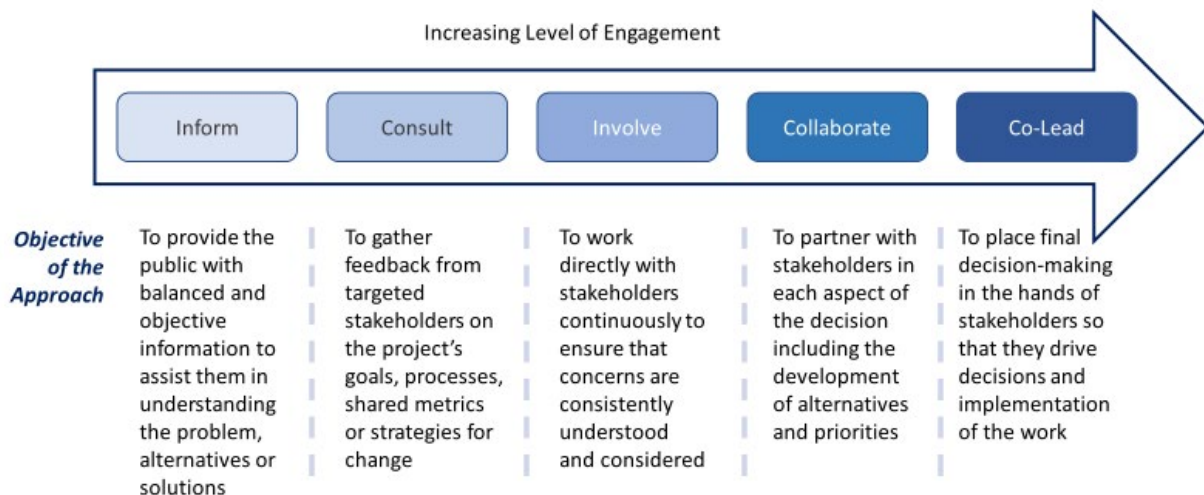 Increasing Level of Engagement
Inform
Consult
Involve
Collaborate
Co-Lead
Objective
of the
Approach
To provide the
public with
balanced and
objective
information to
assist them in
understanding
the problem,
alternatives or
solutions
To gather
feedback from
targeted
stakeholders on
the project's
goals, processes,
shared metrics
or strategies for
change
To work
directly with
stakeholders
continuously to
ensure that
concerns are
consistently
understood
and considered
To partner with
stakeholders in
each aspect of
the decision
including the
development
of alternatives
and priorities
To place final
decision-making
in the hands of
stakeholders so
that they drive
decisions and
implementation
of the work